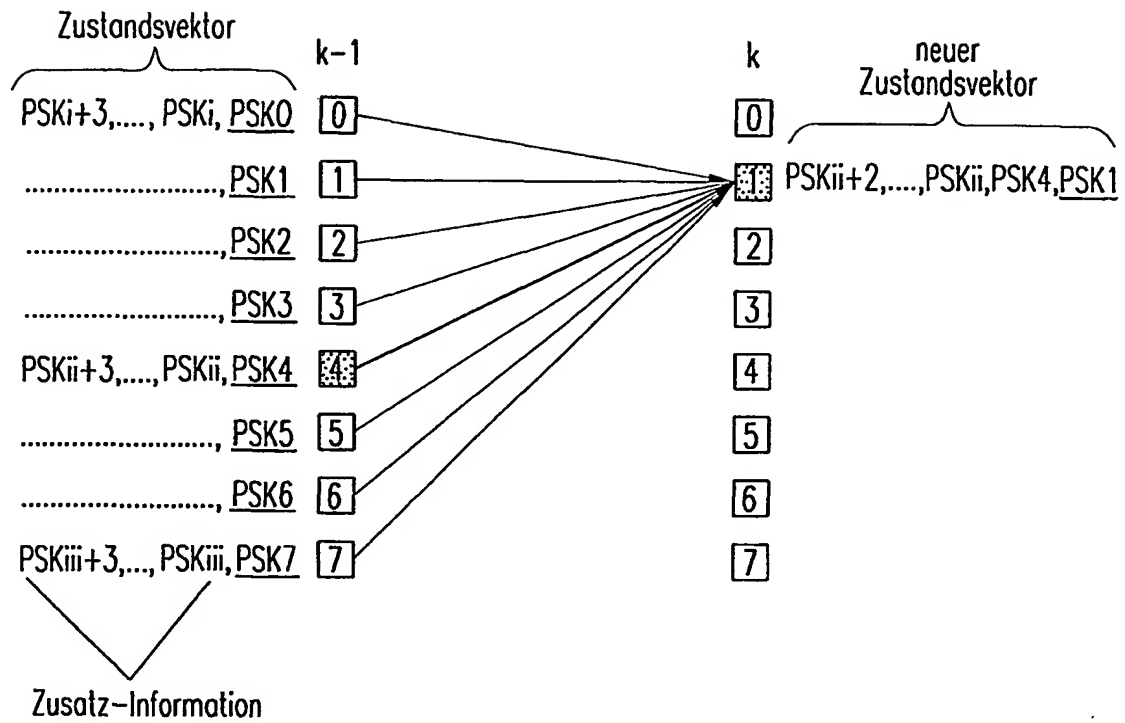 Zustandsvektor
k-1
k
neuer
Zustandsvektor
PSKi+3,...., PSKi, PSK0 0
0
........................, PSK1 1
1 PSKii+2,....,PSKii,PSK4,PSK1
........................, PSK2 2
2
........................, PSK3 3
3
PSKii+3,...., PSKii, PSK4 4
4
........................, PSK5 5
5
........................, PSK6 6
6
PSKiii+3,..., PSKiii, PSK7 7
7
Zusatz-Information